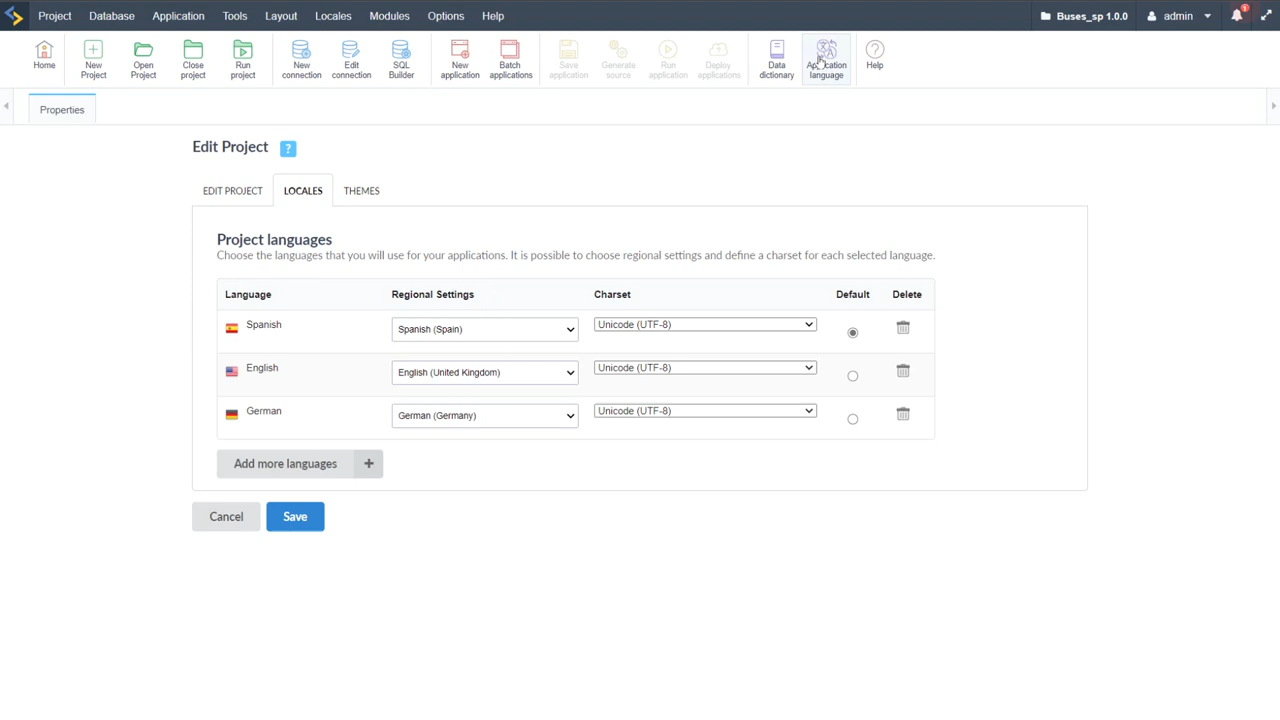 Project Database Application Tools Layout Locales Modules Options Help Buses_sp 1.0.0 admin 1
Home
New Project
Open Project
Close project
Run project
New connection
Edit connection
SQL Builder
New application
Batch applications
Save application
Generate source
Run application
Deploy applications
Data dictionary
Application language
Help
Properties
Edit Project ?
EDIT PROJECT LOCALES THEMES
Project languages
Choose the languages that you will use for your applications. It is possible to choose regional settings and define a charset for each selected language.
Language Regional Settings Charset Default Delete
Spanish Spanish (Spain) Unicode (UTF-8)
English English (United Kingdom) Unicode (UTF-8)
German German (Germany) Unicode (UTF-8)
Add more languages +
Cancel Save